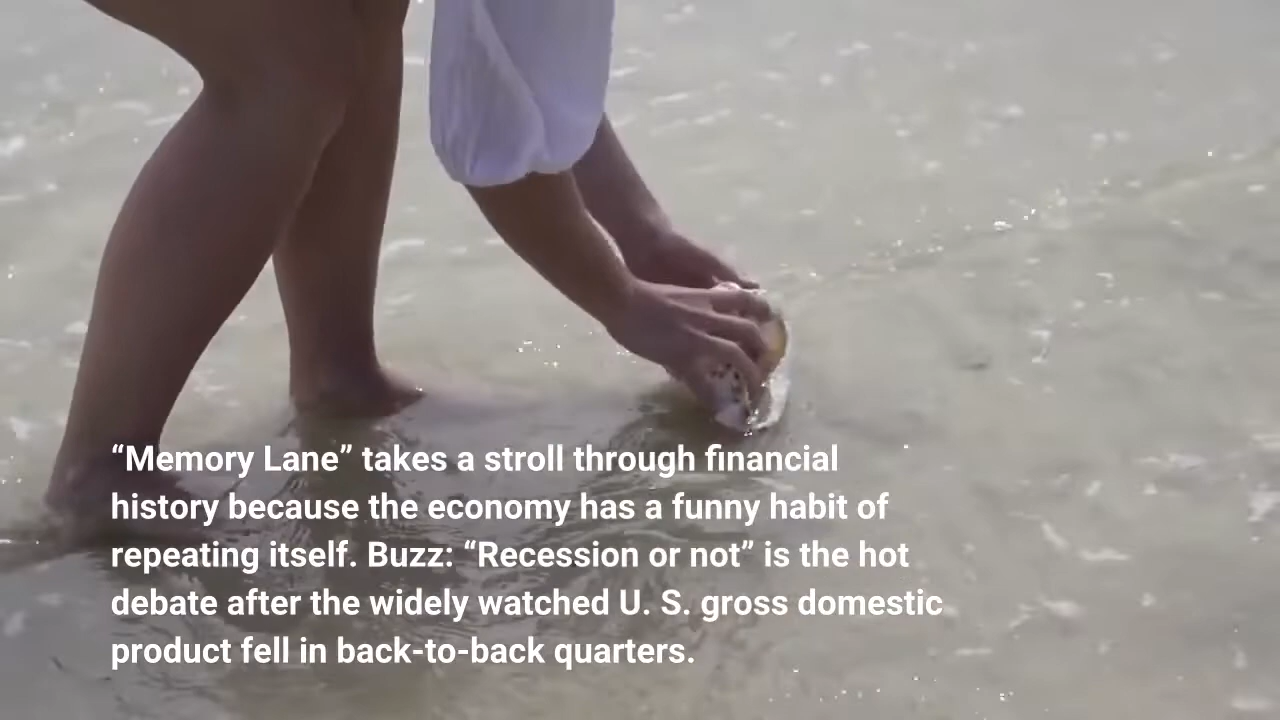 “Memory Lane” takes a stroll through financial
history because the economy has a funny habit of
repeating itself. Buzz: “Recession or not” is the hot
debate after the widely watched U. S. gross domestic
product fell in back-to-back quarters.